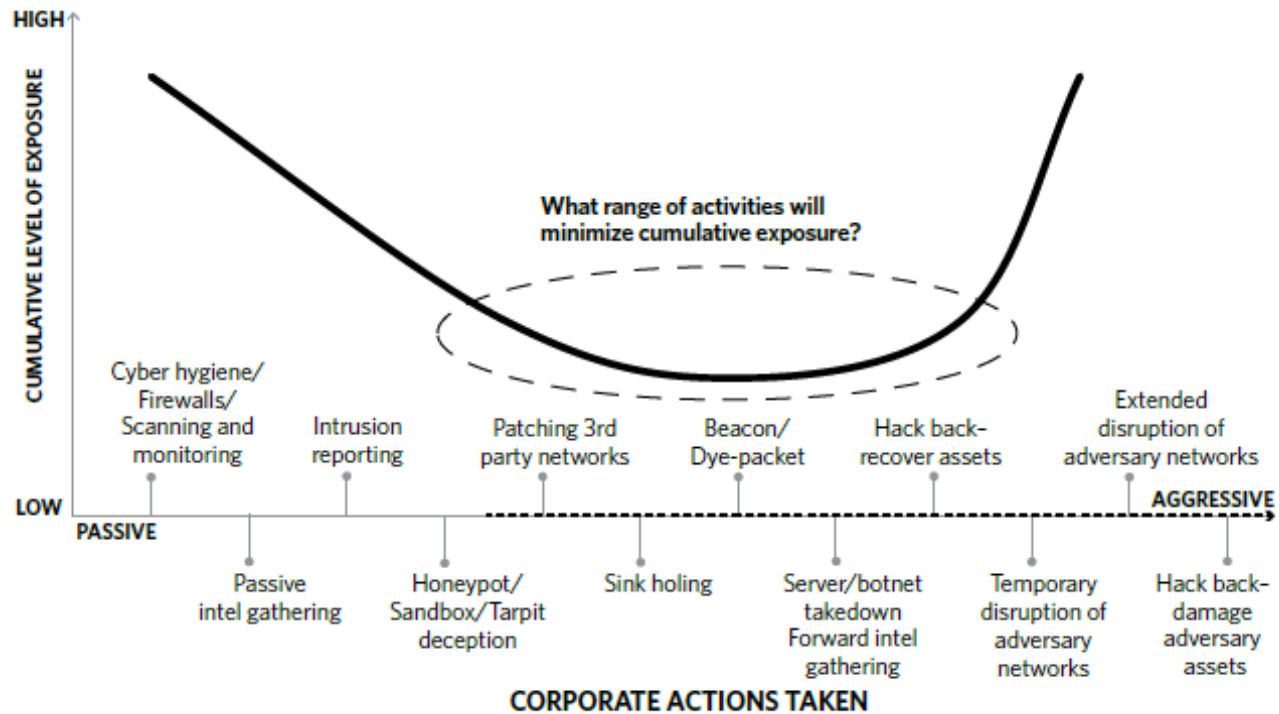 HIGH
CUMULATIVE LEVEL OF EXPOSURE
What range of activities will
minimize cumulative exposure?
Cyber hygiene/
Firewalls/
Scanning and
monitoring
Intrusion
reporting
Patching 3rd
party networks
Beacon/
Dye-packet
Hack back–
recover assets
Extended
disruption of
adversary networks
LOW
PASSIVE
AGGRESSIVE
Passive
intel gathering
Honeypot/
Sandbox/Tarpit
deception
Sink holing
Server/botnet
takedown
Forward intel
gathering
Temporary
disruption of
adversary
networks
Hack back–
damage
adversary
assets
CORPORATE ACTIONS TAKEN